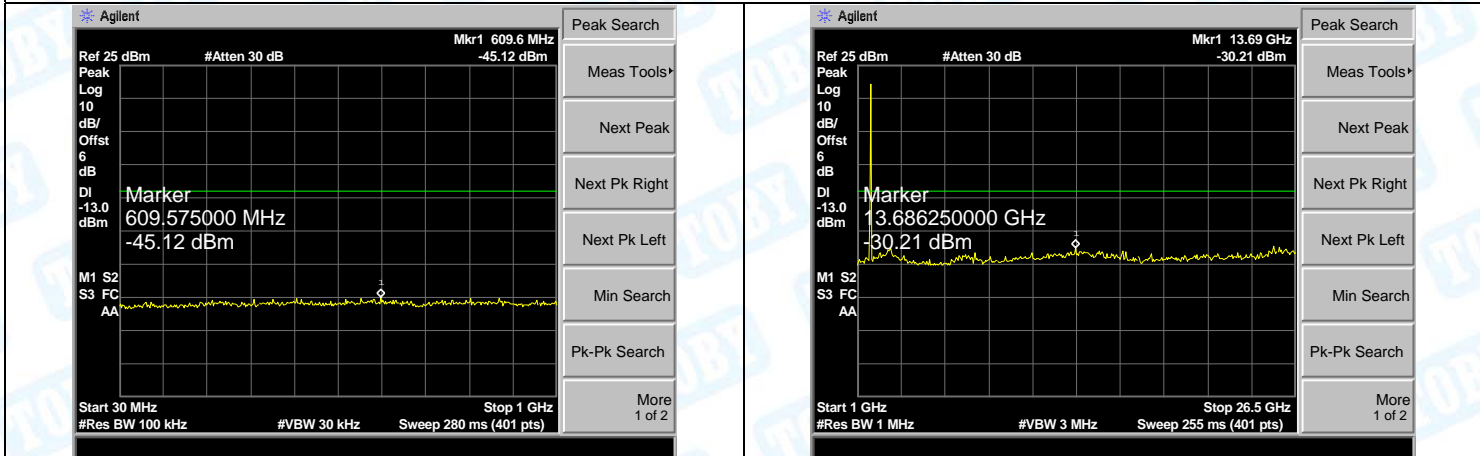 Agilent
Peak Search
Mkr1 609.6 MHz
Ref 25 dBm #Atten 30 dB -45.12 dBm
Peak
Log
10
dB/
Offst
6
dB
DI
-13.0
dBm
Marker
609.575000 MHz
-45.12 dBm
1
M1 S2
S3 FC
AA
Start 30 MHz Stop 1 GHz
#Res BW 100 kHz #VBW 30 kHz Sweep 280 ms (401 pts)
Meas Tools
Next Peak
Next Pk Right
Next Pk Left
Min Search
Pk-Pk Search
More
1 of 2
Agilent
Peak Search
Mkr1 13.69 GHz
Ref 25 dBm #Atten 30 dB -30.21 dBm
Peak
Log
10
dB/
Offst
6
dB
DI
-13.0
dBm
Marker
13.686250000 GHz
-30.21 dBm
1
M1 S2
S3 FC
AA
Start 1 GHz Stop 26.5 GHz
#Res BW 1 MHz #VBW 3 MHz Sweep 255 ms (401 pts)
Meas Tools
Next Peak
Next Pk Right
Next Pk Left
Min Search
Pk-Pk Search
More
1 of 2
TOBY
TOBY
TOBY